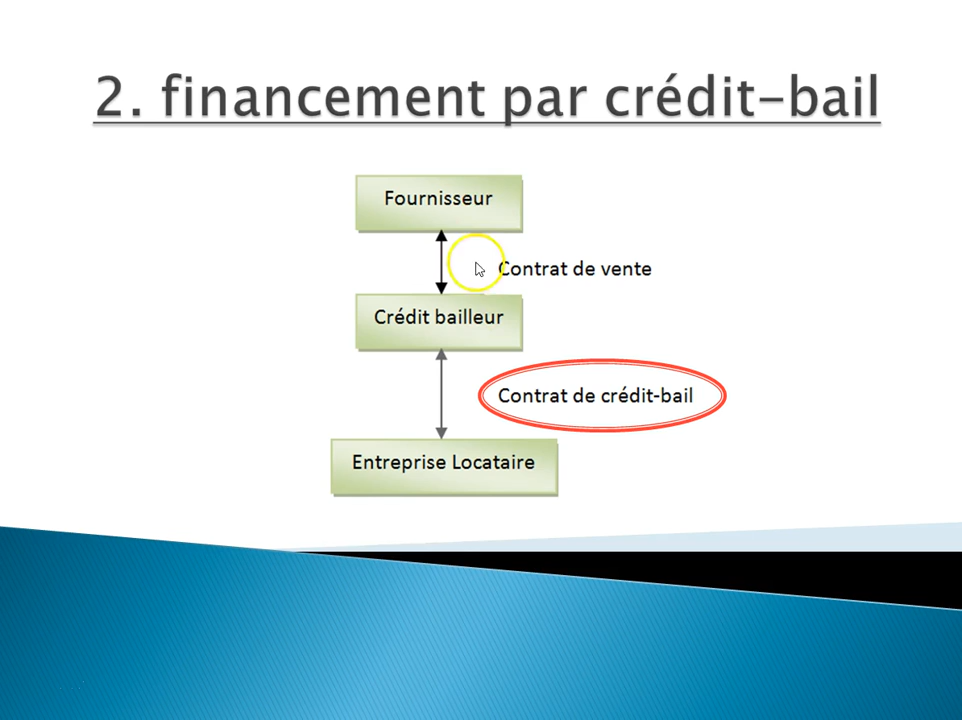 2. financement par crédit-bail
Fournisseur
Contrat de vente
Crédit bailleur
Contrat de crédit-bail
Entreprise Locataire